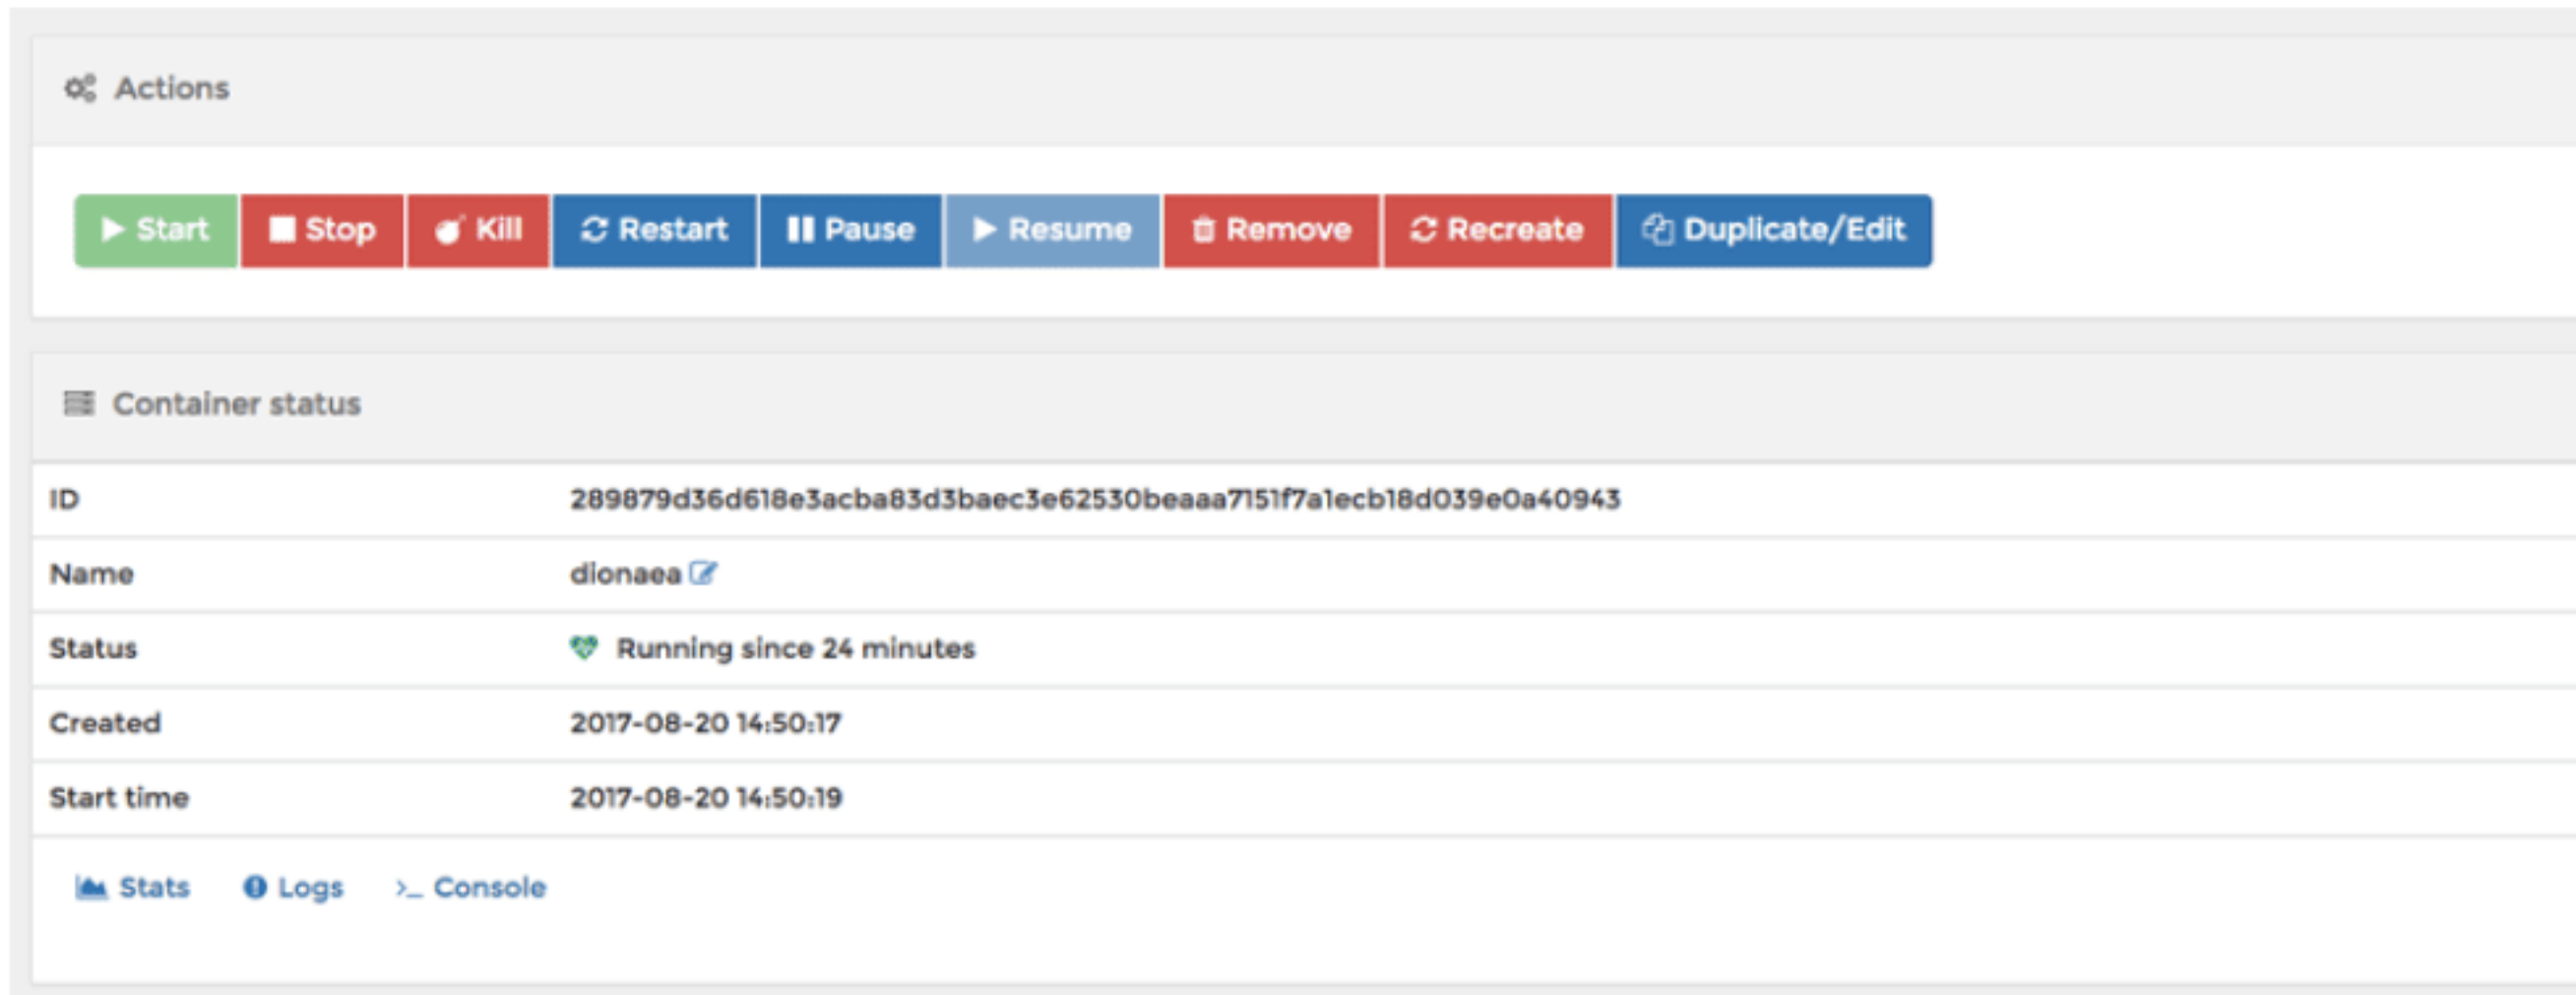 Actions
Start Stop Kill Restart Pause Resume Remove Recreate Duplicate/Edit
Container status
ID 289879d36d618e3acba83d3baec3e62530beaaa7151f7a1ecb18d039e0a40943
Name dionaea
Status Running since 24 minutes
Created 2017-08-20 14:50:17
Start time 2017-08-20 14:50:19
Stats Logs >_ Console